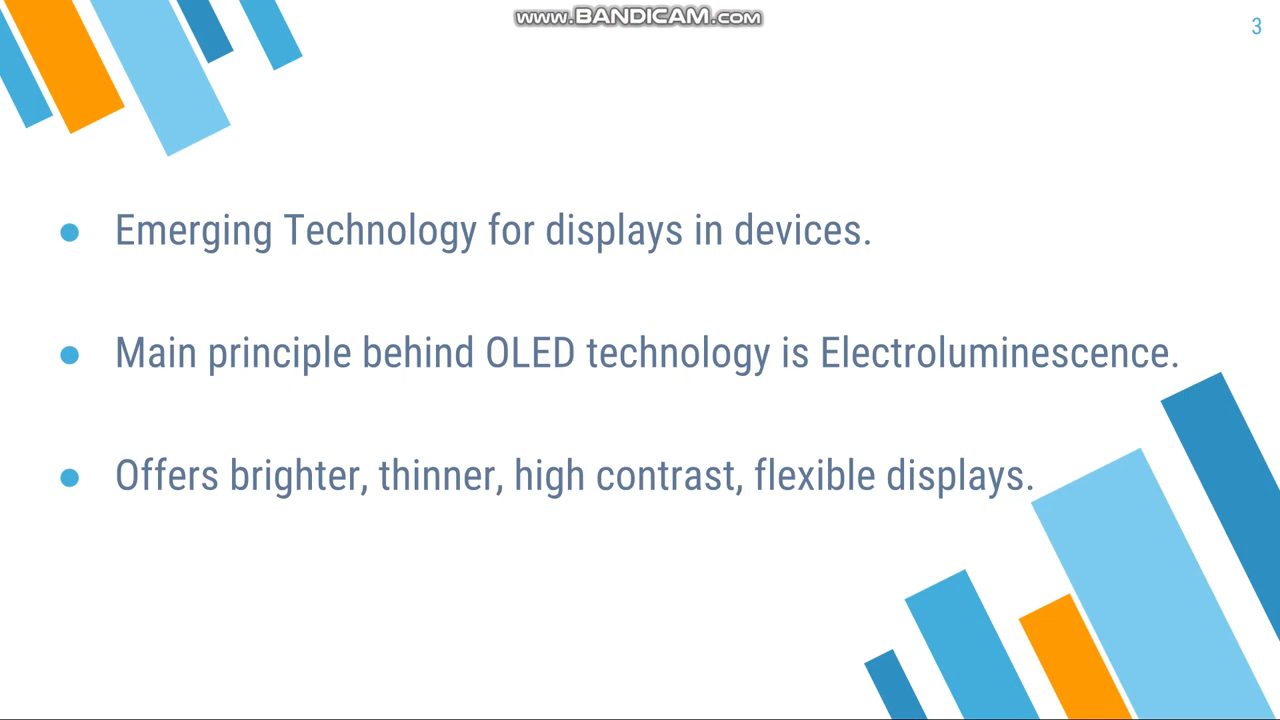 www.BANDICAM.com
3
● Emerging Technology for displays in devices.
● Main principle behind OLED technology is Electroluminescence.
● Offers brighter, thinner, high contrast, flexible displays.